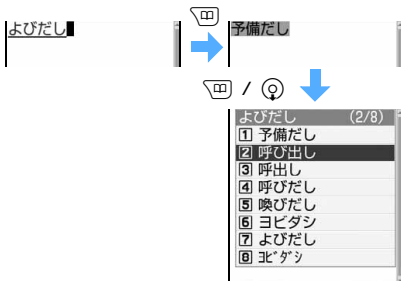 よびだし
予備だし
/
よびだし (2/8)
1 予備だし
2 呼び出し
3 呼出し
4 呼びだし
5 喚びだし
6 ヨビダシ
7 よびだし
8 ﾖﾋﾞﾀﾞｼ